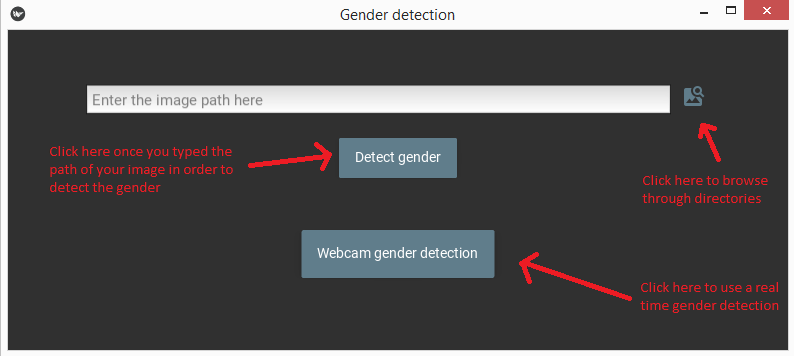 Gender detection
Enter the image path here
Click here once you typed the
path of your image in order to
detect the gender
Detect gender
Click here to browse
through directories
Webcam gender detection
Click here to use a real
time gender detection